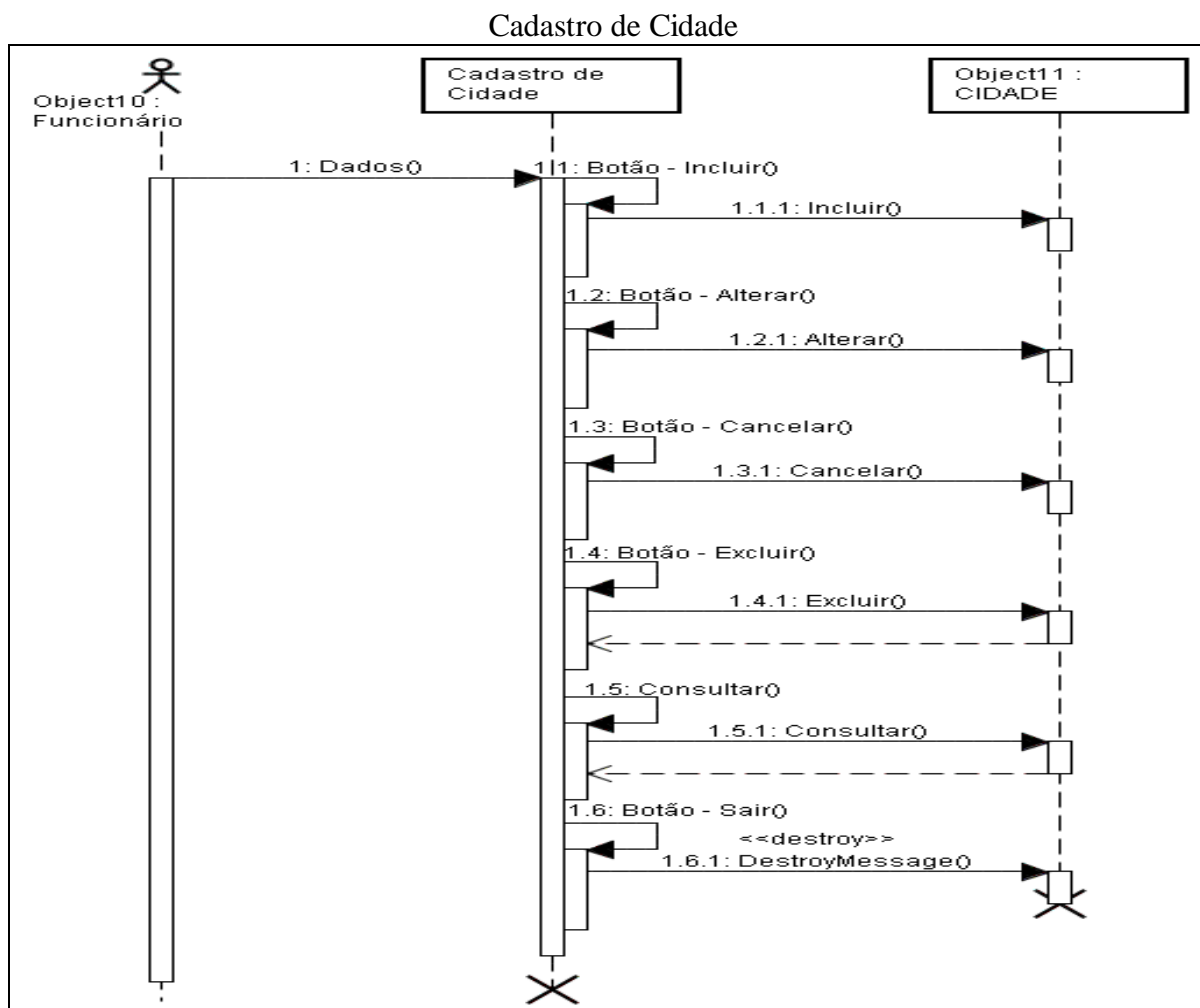 Cadastro de Cidade
Object10 :
Funcionário
Cadastro de
Cidade
Object11 :
CIDADE
1: Dados()
1.1: Botão - Incluir()
1.1.1: Incluir()
1.2: Botão - Alterar()
1.2.1: Alterar()
1.3: Botão - Cancelar()
1.3.1: Cancelar()
1.4: Botão - Excluir()
1.4.1: Excluir()
1.5: Consultar()
1.5.1: Consultar()
1.6: Botão - Sair()
<<destroy>>
1.6.1: DestroyMessage()